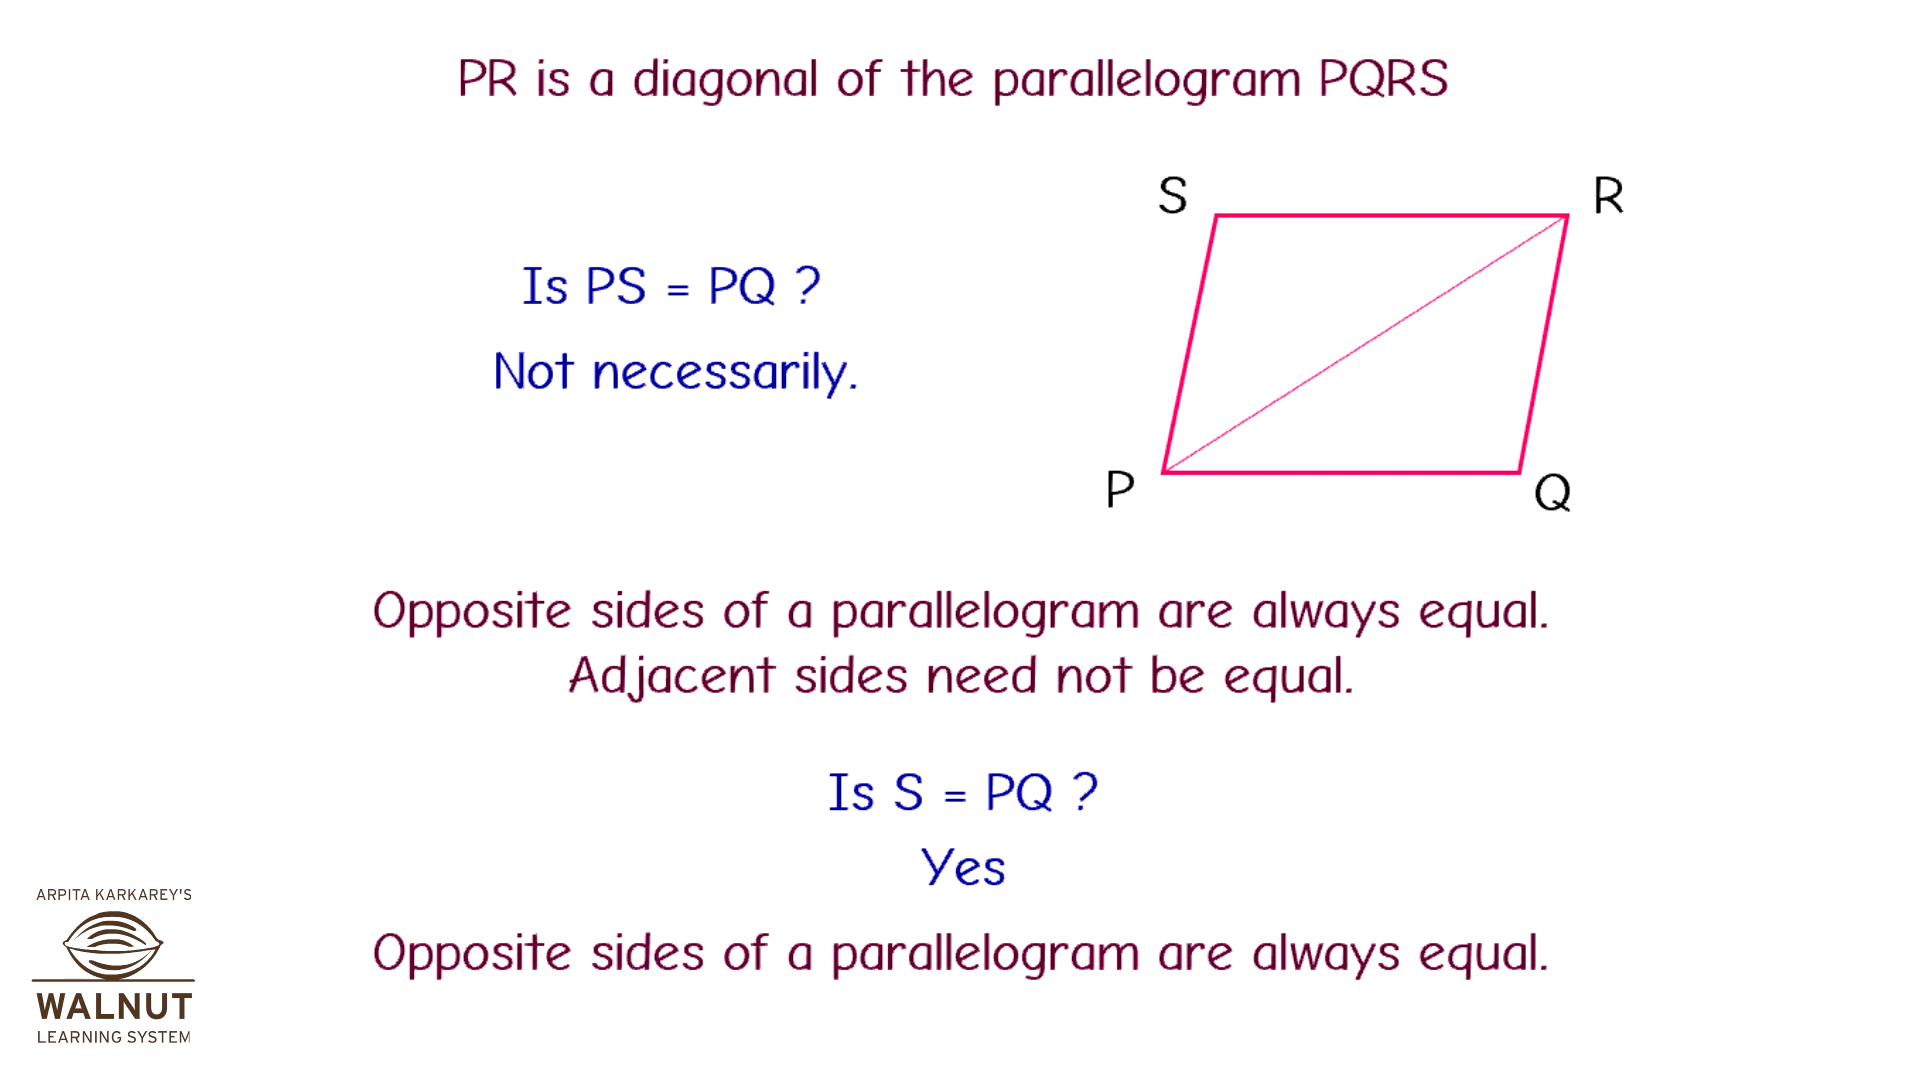 PR is a diagonal of the parallelogram PQRS
S
R
Is PS = PQ ?
Not necessarily.
P
Q
Opposite sides of a parallelogram are always equal.
Adjacent sides need not be equal.
Is S = PQ ?
Yes
Opposite sides of a parallelogram are always equal.
ARPITA KARKAREY'S
WALNUT
LEARNING SYSTEM